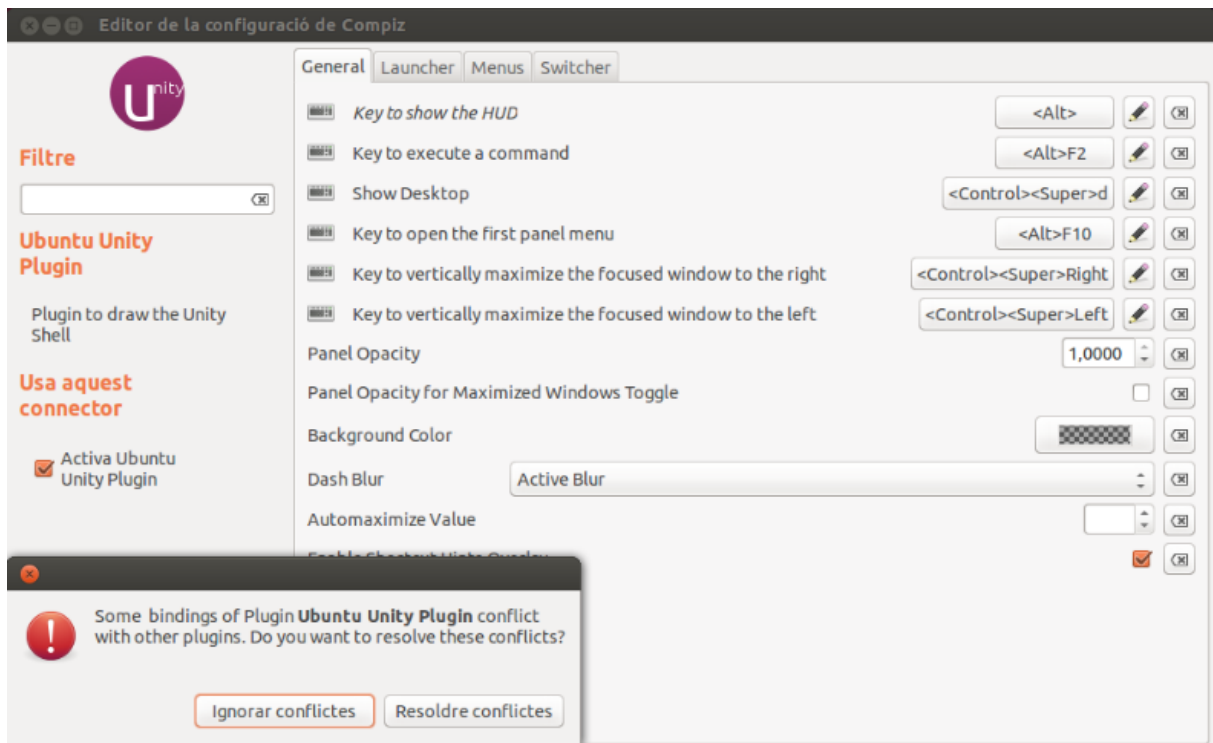 Editor de la configuració de Compiz
Unity
Filtre
Ubuntu Unity
Plugin
Plugin to draw the Unity
Shell
Usa aquest
connector
Activa Ubuntu
Unity Plugin
General Launcher Menus Switcher
Key to show the HUD <Alt>
Key to execute a command <Alt>F2
Show Desktop <Control><Super>d
Key to open the first panel menu <Alt>F10
Key to vertically maximize the focused window to the right <Control><Super>Right
Key to vertically maximize the focused window to the left <Control><Super>Left
Panel Opacity 1,0000
Panel Opacity for Maximized Windows Toggle
Background Color
Dash Blur Active Blur
Automaximize Value
Enable Shortcut Hints Overlay
Some bindings of Plugin Ubuntu Unity Plugin conflict
with other plugins. Do you want to resolve these conflicts?
Ignorar conflictes Resoldre conflictes